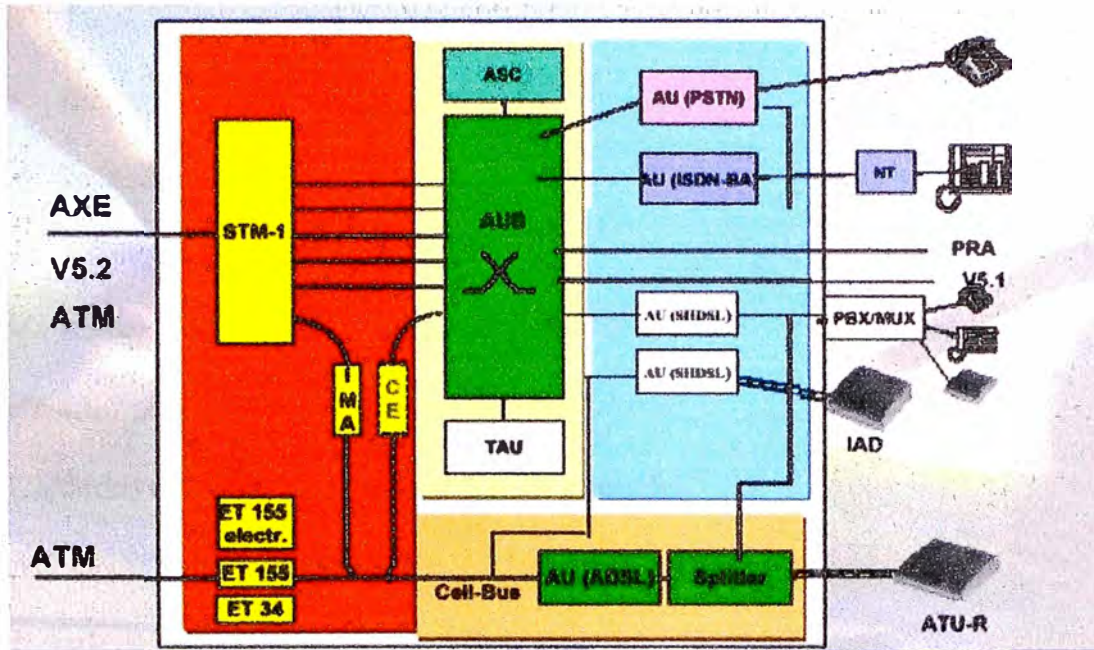 ASC
AU (PSTN)
AU (ISDN-BA)
NT
AXE
STM-1
AUB
PRA
V5.2
V5.1
ATM
AU (SHDSL)
PBX/MUX
AU (SHDSL)
IMA
CE
IAD
TAU
ET 155
electr.
ATM
ET 155
AU (ADSL)
Splitter
Cell-Bus
ET 34
ATU-R